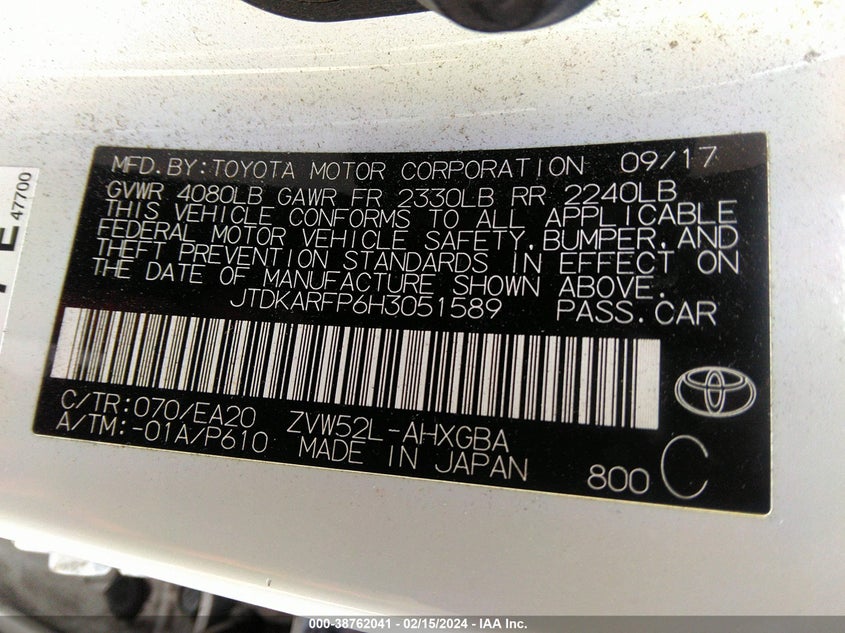 MFD.BY:TOYOTA MOTOR CORPORATION 09/17
GVWR 4080LB GAWR FR 2330LB RR 2240LB
THIS VEHICLE CONFORMS TO ALL APPLICABLE
FEDERAL MOTOR VEHICLE SAFETY,BUMPER,AND
THEFT PREVENTION STANDARDS IN EFFECT ON
THE DATE OF MANUFACTURE SHOWN ABOVE.
JTDKARFP6H3051589 PASS.CAR
C/TR:070/EA20 ZVW52L-AHXGBA
A/TM:-01A/P610 MADE IN JAPAN
800 C
47700
000-38762041 - 02/15/2024 - IAA Inc.